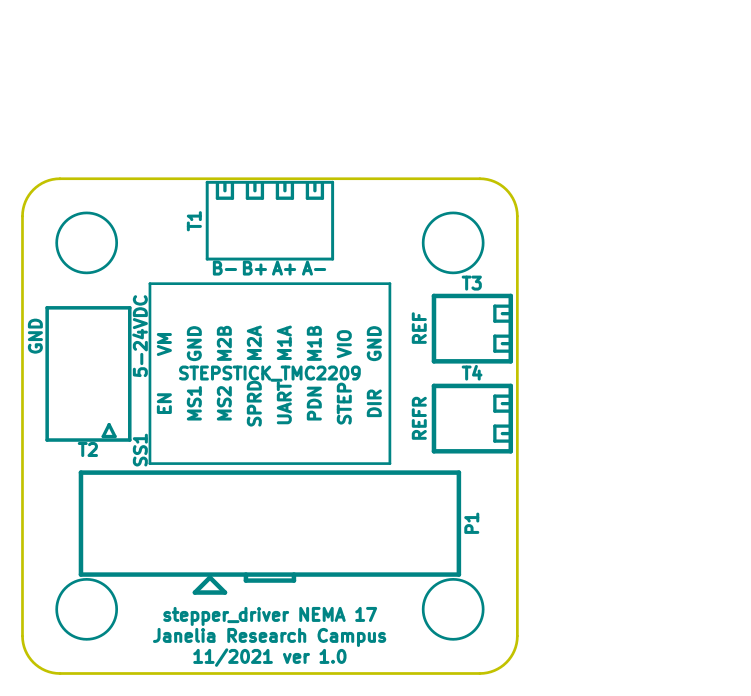 T1
B- B+ A+ A-
T3
GND
5-24VDC
REF
VM GND M2B M2A M1A M1B VIO GND
STEPSTICK_TMC2209
T4
EN MS1 MS2 SPRD UART PDN STEP DIR
REFR
T2
SS1
P1
stepper_driver NEMA 17
Janelia Research Campus
11/2021 ver 1.0